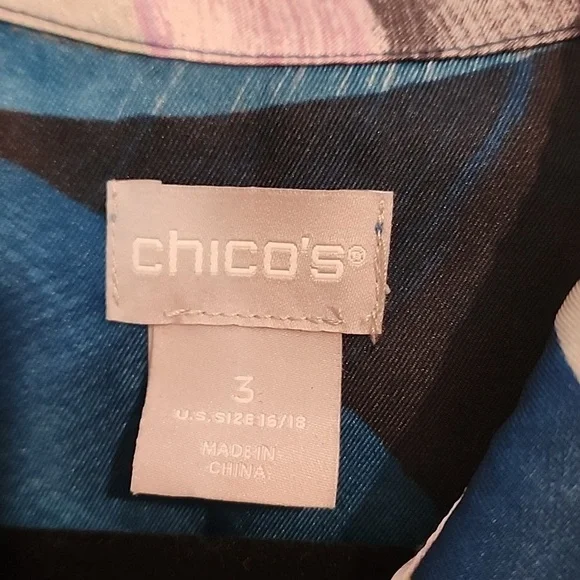 chico's®
3
U.S. SIZE 16/18
MADE IN
CHINA